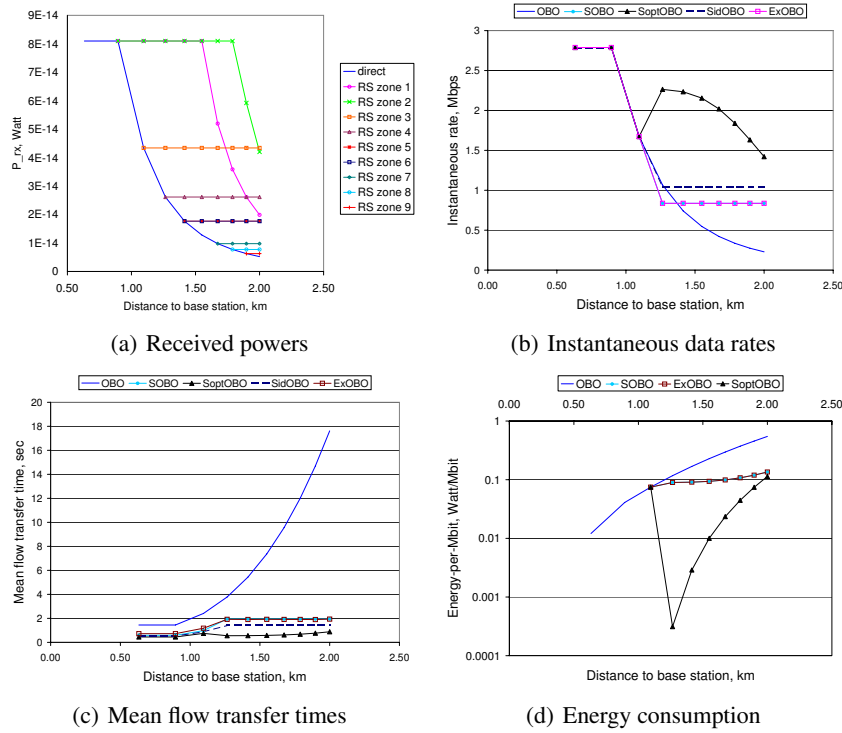 9E-14
8E-14
7E-14
6E-14
5E-14
4E-14
3E-14
2E-14
1E-14
0
P_rx, Watt
0.50 1.00 1.50 2.00 2.50
Distance to base station, km
direct
RS zone 1
RS zone 2
RS zone 3
RS zone 4
RS zone 5
RS zone 6
RS zone 7
RS zone 8
RS zone 9
(a) Received powers
OBO SOBO SoptOBO SidOBO ExOBO
3
2.5
2
1.5
1
0.5
0
Instantaneous rate, Mbps
0.00 0.50 1.00 1.50 2.00 2.50
Distance to base station, km
(b) Instantaneous data rates
OBO SOBO SoptOBO SidOBO ExOBO
20
18
16
14
12
10
8
6
4
2
0
Mean flow transfer time, sec
0.00 0.50 1.00 1.50 2.00 2.50
Distance to base station, km
(c) Mean flow transfer times
OBO SOBO ExOBO SoptOBO
0.00 0.50 1.00 1.50 2.00 2.50
1
0.1
0.01
0.001
0.0001
Energy-per-Mbit, Watt/Mbit
Distance to base station, km
(d) Energy consumption